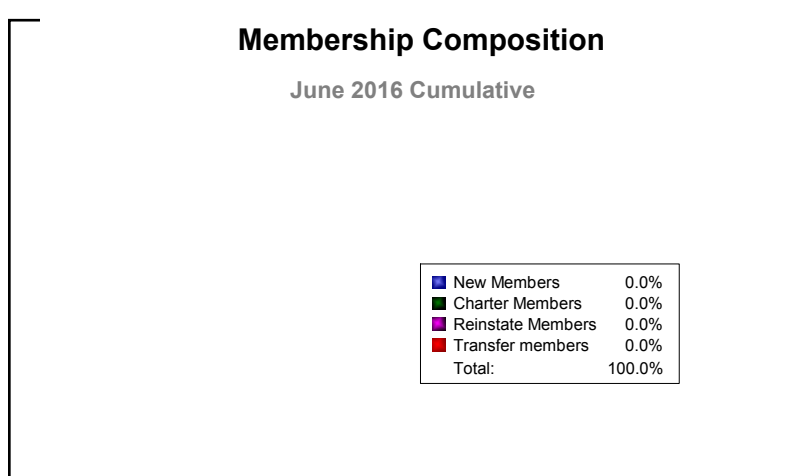 Membership Composition
June 2016 Cumulative
New Members 0.0%
Charter Members 0.0%
Reinstate Members 0.0%
Transfer members 0.0%
Total: 100.0%